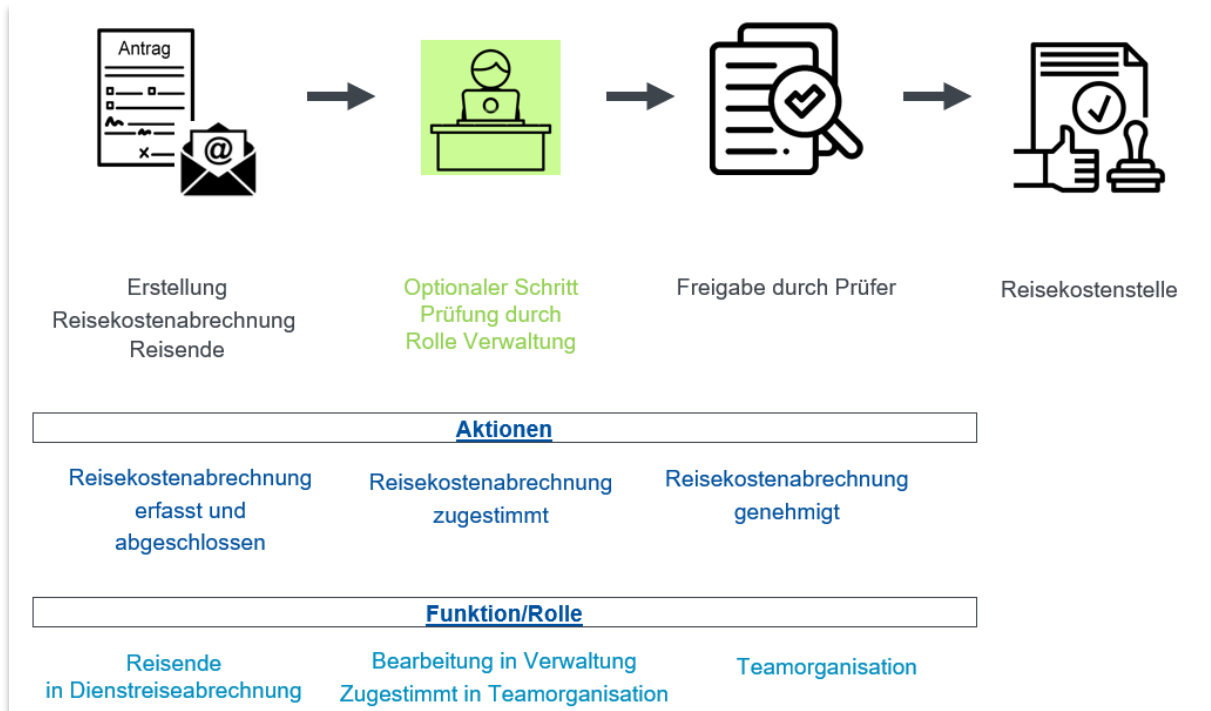 Antrag
@
Erstellung
Reisekostenabrechnung
Reisende
Optionaler Schritt
Prüfung durch
Rolle Verwaltung
Freigabe durch Prüfer
Reisekostenstelle
Aktionen
Reisekostenabrechnung
erfasst und
abgeschlossen
Reisekostenabrechnung
zugestimmt
Reisekostenabrechnung
genehmigt
Funktion/Rolle
Reisende
in Dienstreiseabrechnung
Bearbeitung in Verwaltung
Zugestimmt in Teamorganisation
Teamorganisation